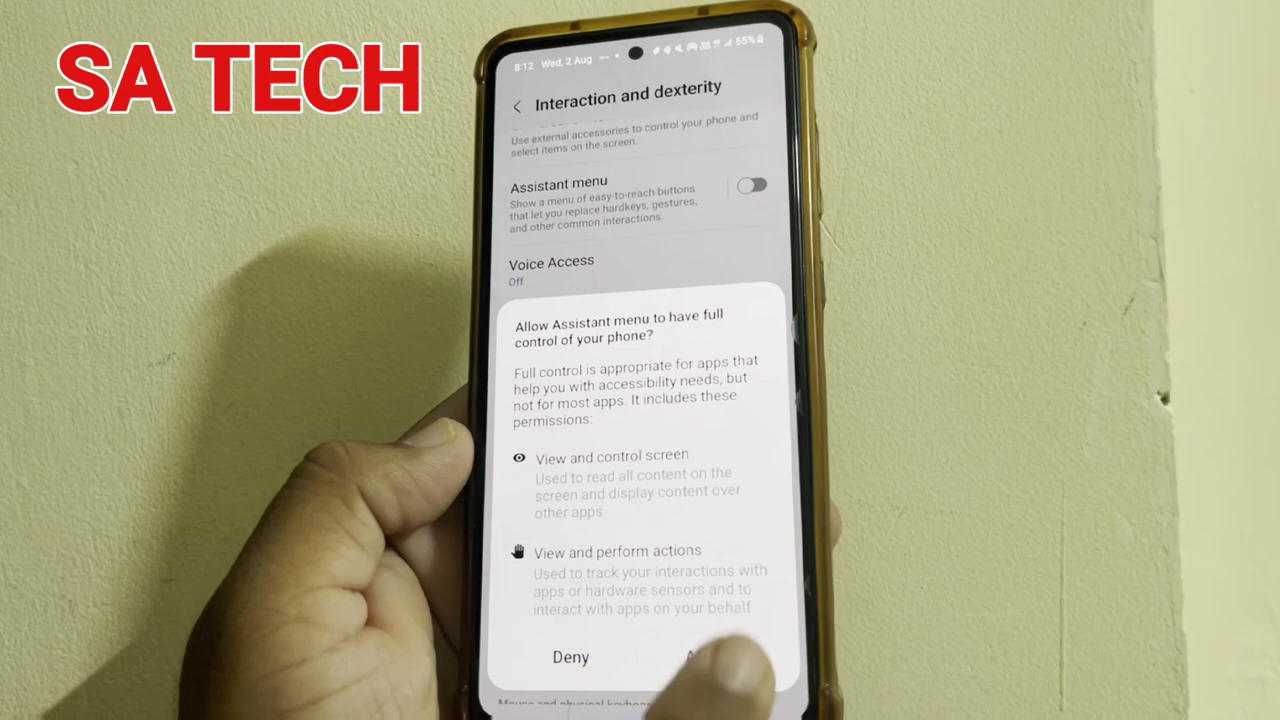 SA TECH
8:12 Wed, 2 Aug
55%
Interaction and dexterity
Use external accessories to control your phone and
select items on the screen.
Assistant menu
Show a menu of easy-to-reach buttons
that let you replace hardkeys, gestures,
and other common interactions.
Voice Access
Off
Allow Assistant menu to have full
control of your phone?
Full control is appropriate for apps that
help you with accessibility needs, but
not for most apps. It includes these
permissions:
View and control screen
Used to read all content on the
screen and display content over
other apps
View and perform actions
Used to track your interactions with
apps or hardware sensors and to
interact with apps on your behalf
Deny
Mouse and physical